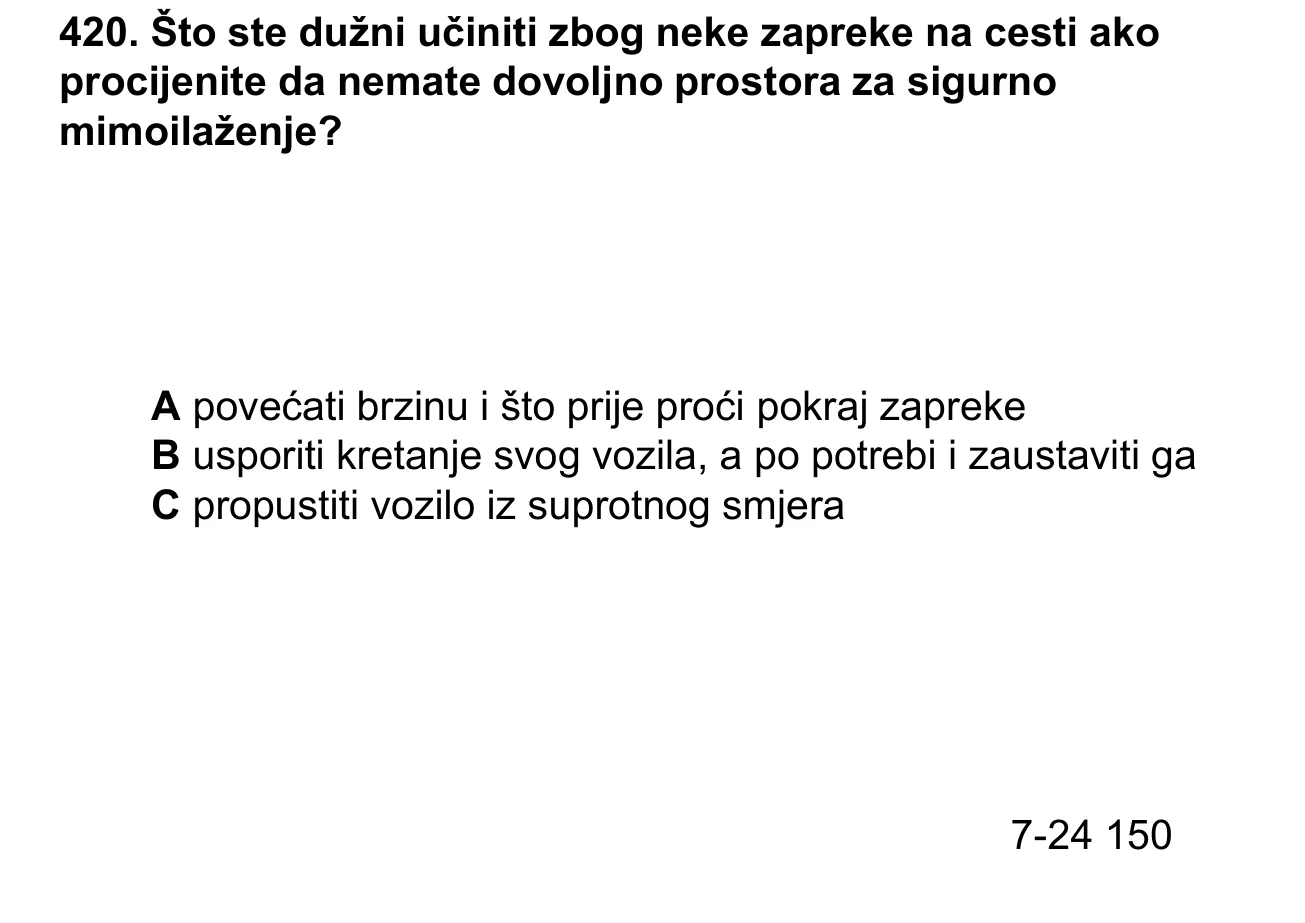 420. Što ste dužni učiniti zbog neke zapreke na cesti ako
procijenite da nemate dovoljno prostora za sigurno
mimoilaženje?
A povećati brzinu i što prije proći pokraj zapreke
B usporiti kretanje svog vozila, a po potrebi i zaustaviti ga
C propustiti vozilo iz suprotnog smjera
7-24 150